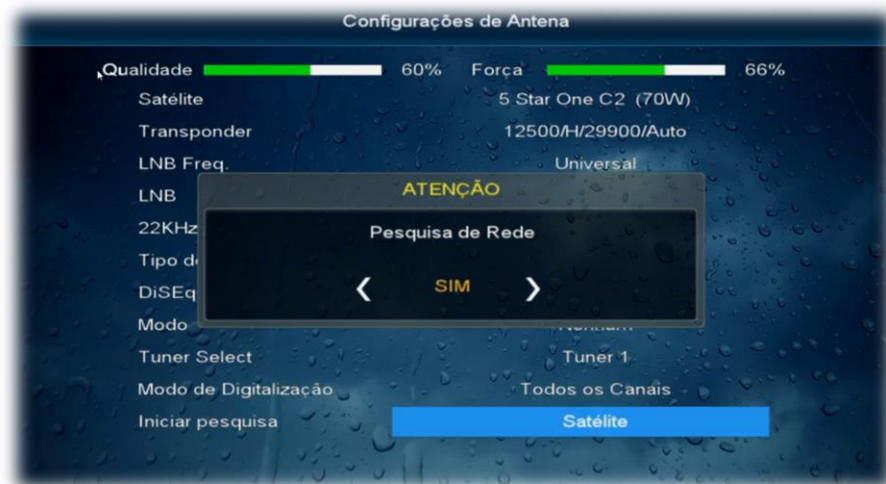 Configurações de Antena
Qualidade 60% Força 66%
Satélite 5 Star One C2 (70W)
Transponder 12500/H/29900/Auto
LNB Freq. Universal
LNB
ATENÇÃO
22KHz
Pesquisa de Rede
Tipo d
SIM
DiSEq
Modo
Tuner Select Tuner 1
Modo de Digitalização Todos os Canais
Iniciar pesquisa Satélite